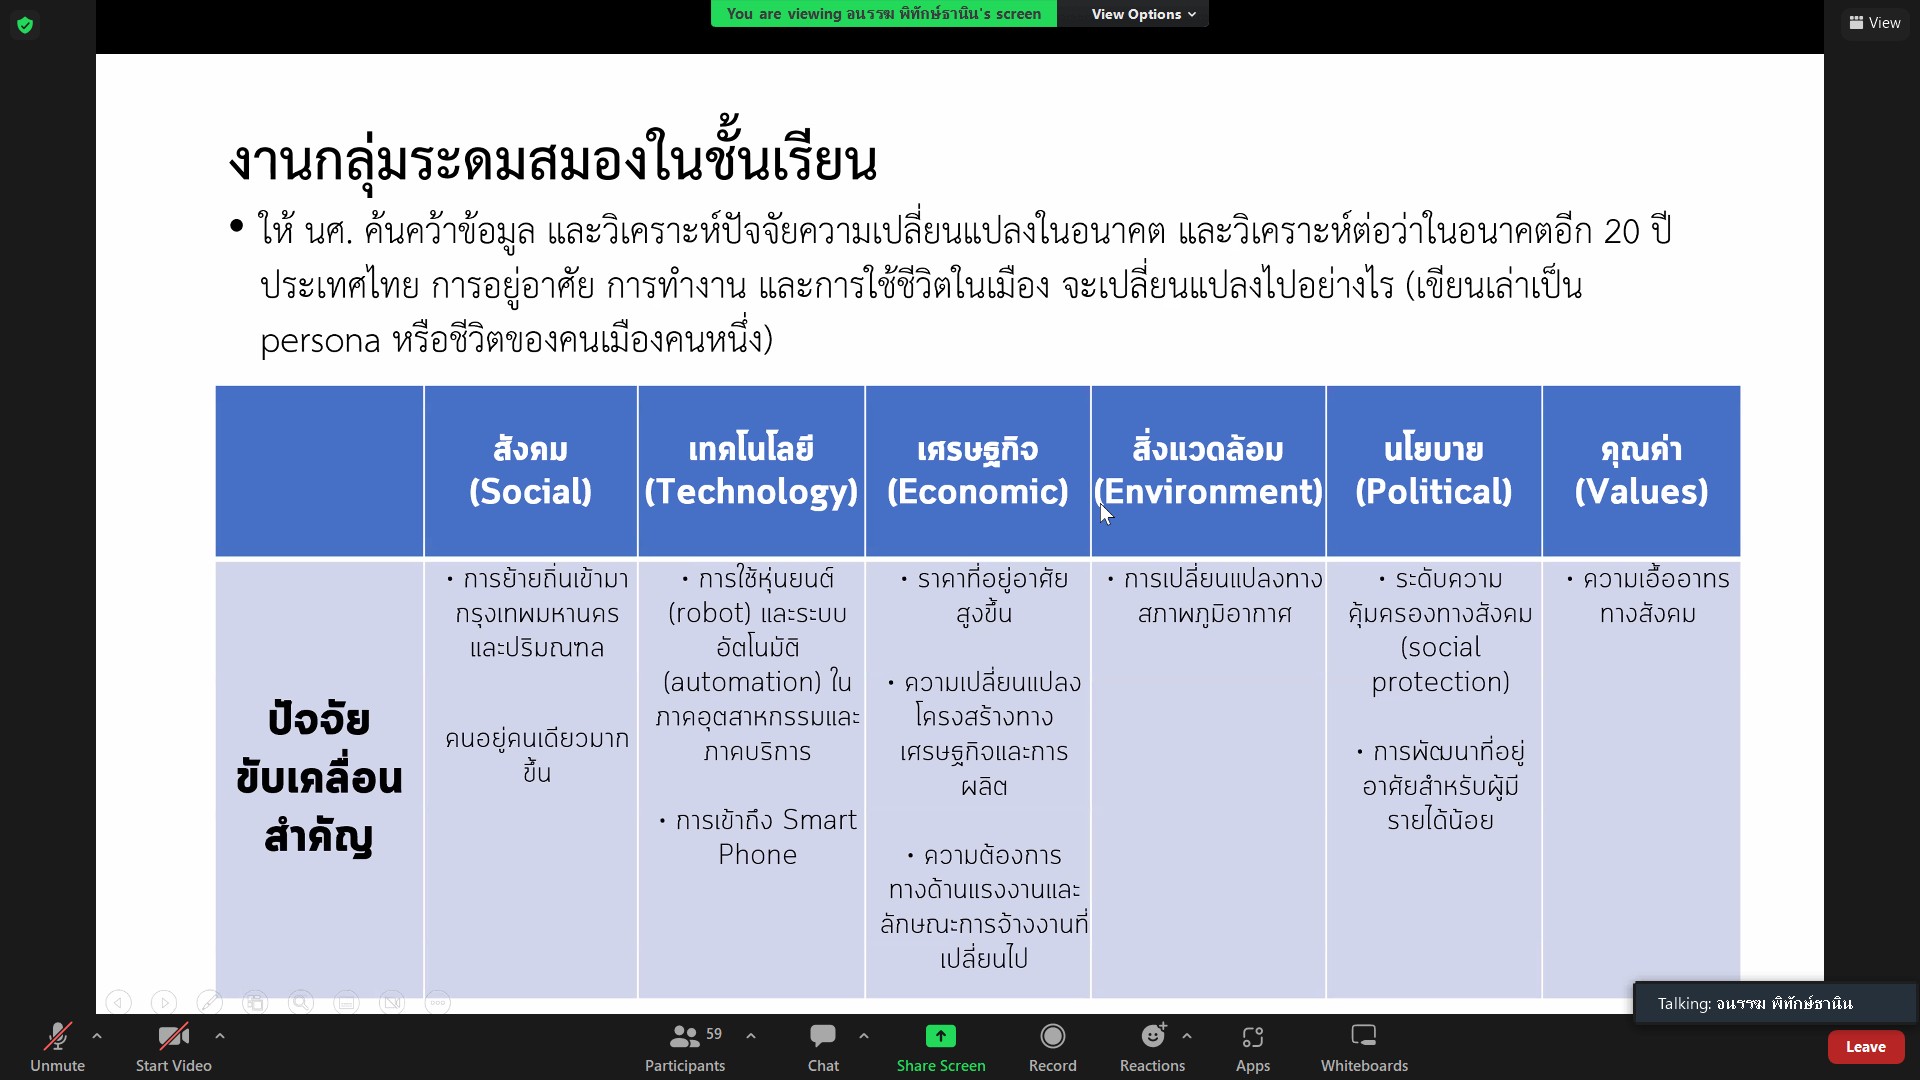 You are viewing อนรรฆ พิทักษ์ธานิน's screen
View Options
View
งานกลุ่มระดมสมองในชั้นเรียน
• ให้ นศ. ค้นคว้าข้อมูล และวิเคราะห์ปัจจัยความเปลี่ยนแปลงในอนาคต และวิเคราะห์ต่อว่าในอนาคตอีก 20 ปี
ประเทศไทย การอยู่อาศัย การทำงาน และการใช้ชีวิตในเมือง จะเปลี่ยนแปลงไปอย่างไร (เขียนเล่าเป็น
persona หรือชีวิตของคนเมืองคนหนึ่ง)
สังคม
(Social)
เทคโนโลยี
(Technology)
เศรษฐกิจ
(Economic)
สิ่งแวดล้อม
(Environment)
นโยบาย
(Political)
คุณค่า
(Values)
ปัจจัย
ขับเคลื่อน
สำคัญ
• การย้ายถิ่นเข้ามา
กรุงเทพมหานคร
และปริมณฑล
คนอยู่คนเดียวมาก
ขึ้น
• การใช้หุ่นยนต์
(robot) และระบบ
อัตโนมัติ
(automation) ใน
ภาคอุตสาหกรรมและ
ภาคบริการ
• การเข้าถึง Smart
Phone
• ราคาที่อยู่อาศัย
สูงขึ้น
• ความเปลี่ยนแปลง
โครงสร้างทาง
เศรษฐกิจและการ
ผลิต
• ความต้องการ
ทางด้านแรงงานและ
ลักษณะการจ้างงานที่
เปลี่ยนไป
• การเปลี่ยนแปลงทาง
สภาพภูมิอากาศ
• ระดับความ
คุ้มครองทางสังคม
(social
protection)
• การพัฒนาที่อยู่
อาศัยสำหรับผู้มี
รายได้น้อย
• ความเอื้ออาทร
ทางสังคม
Talking: อนรรฆ พิทักษ์ธานิน
Unmute
Start Video
59
Participants
Chat
Share Screen
Record
Reactions
Apps
Whiteboards
Leave